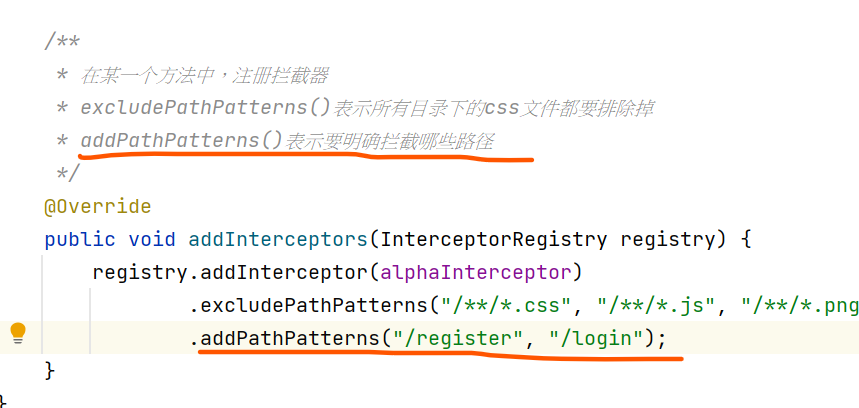 /**
 * 在某一个方法中，注册拦截器
 * excludePathPatterns()表示所有目录下的css文件都要排除掉
 * addPathPatterns()表示要明确拦截哪些路径
 */
@Override
public void addInterceptors(InterceptorRegistry registry) {
registry.addInterceptor(alphaInterceptor)
.excludePathPatterns("/**/*.css", "/**/*.js", "/**/*.png
.addPathPatterns("/register", "/login");
}
}